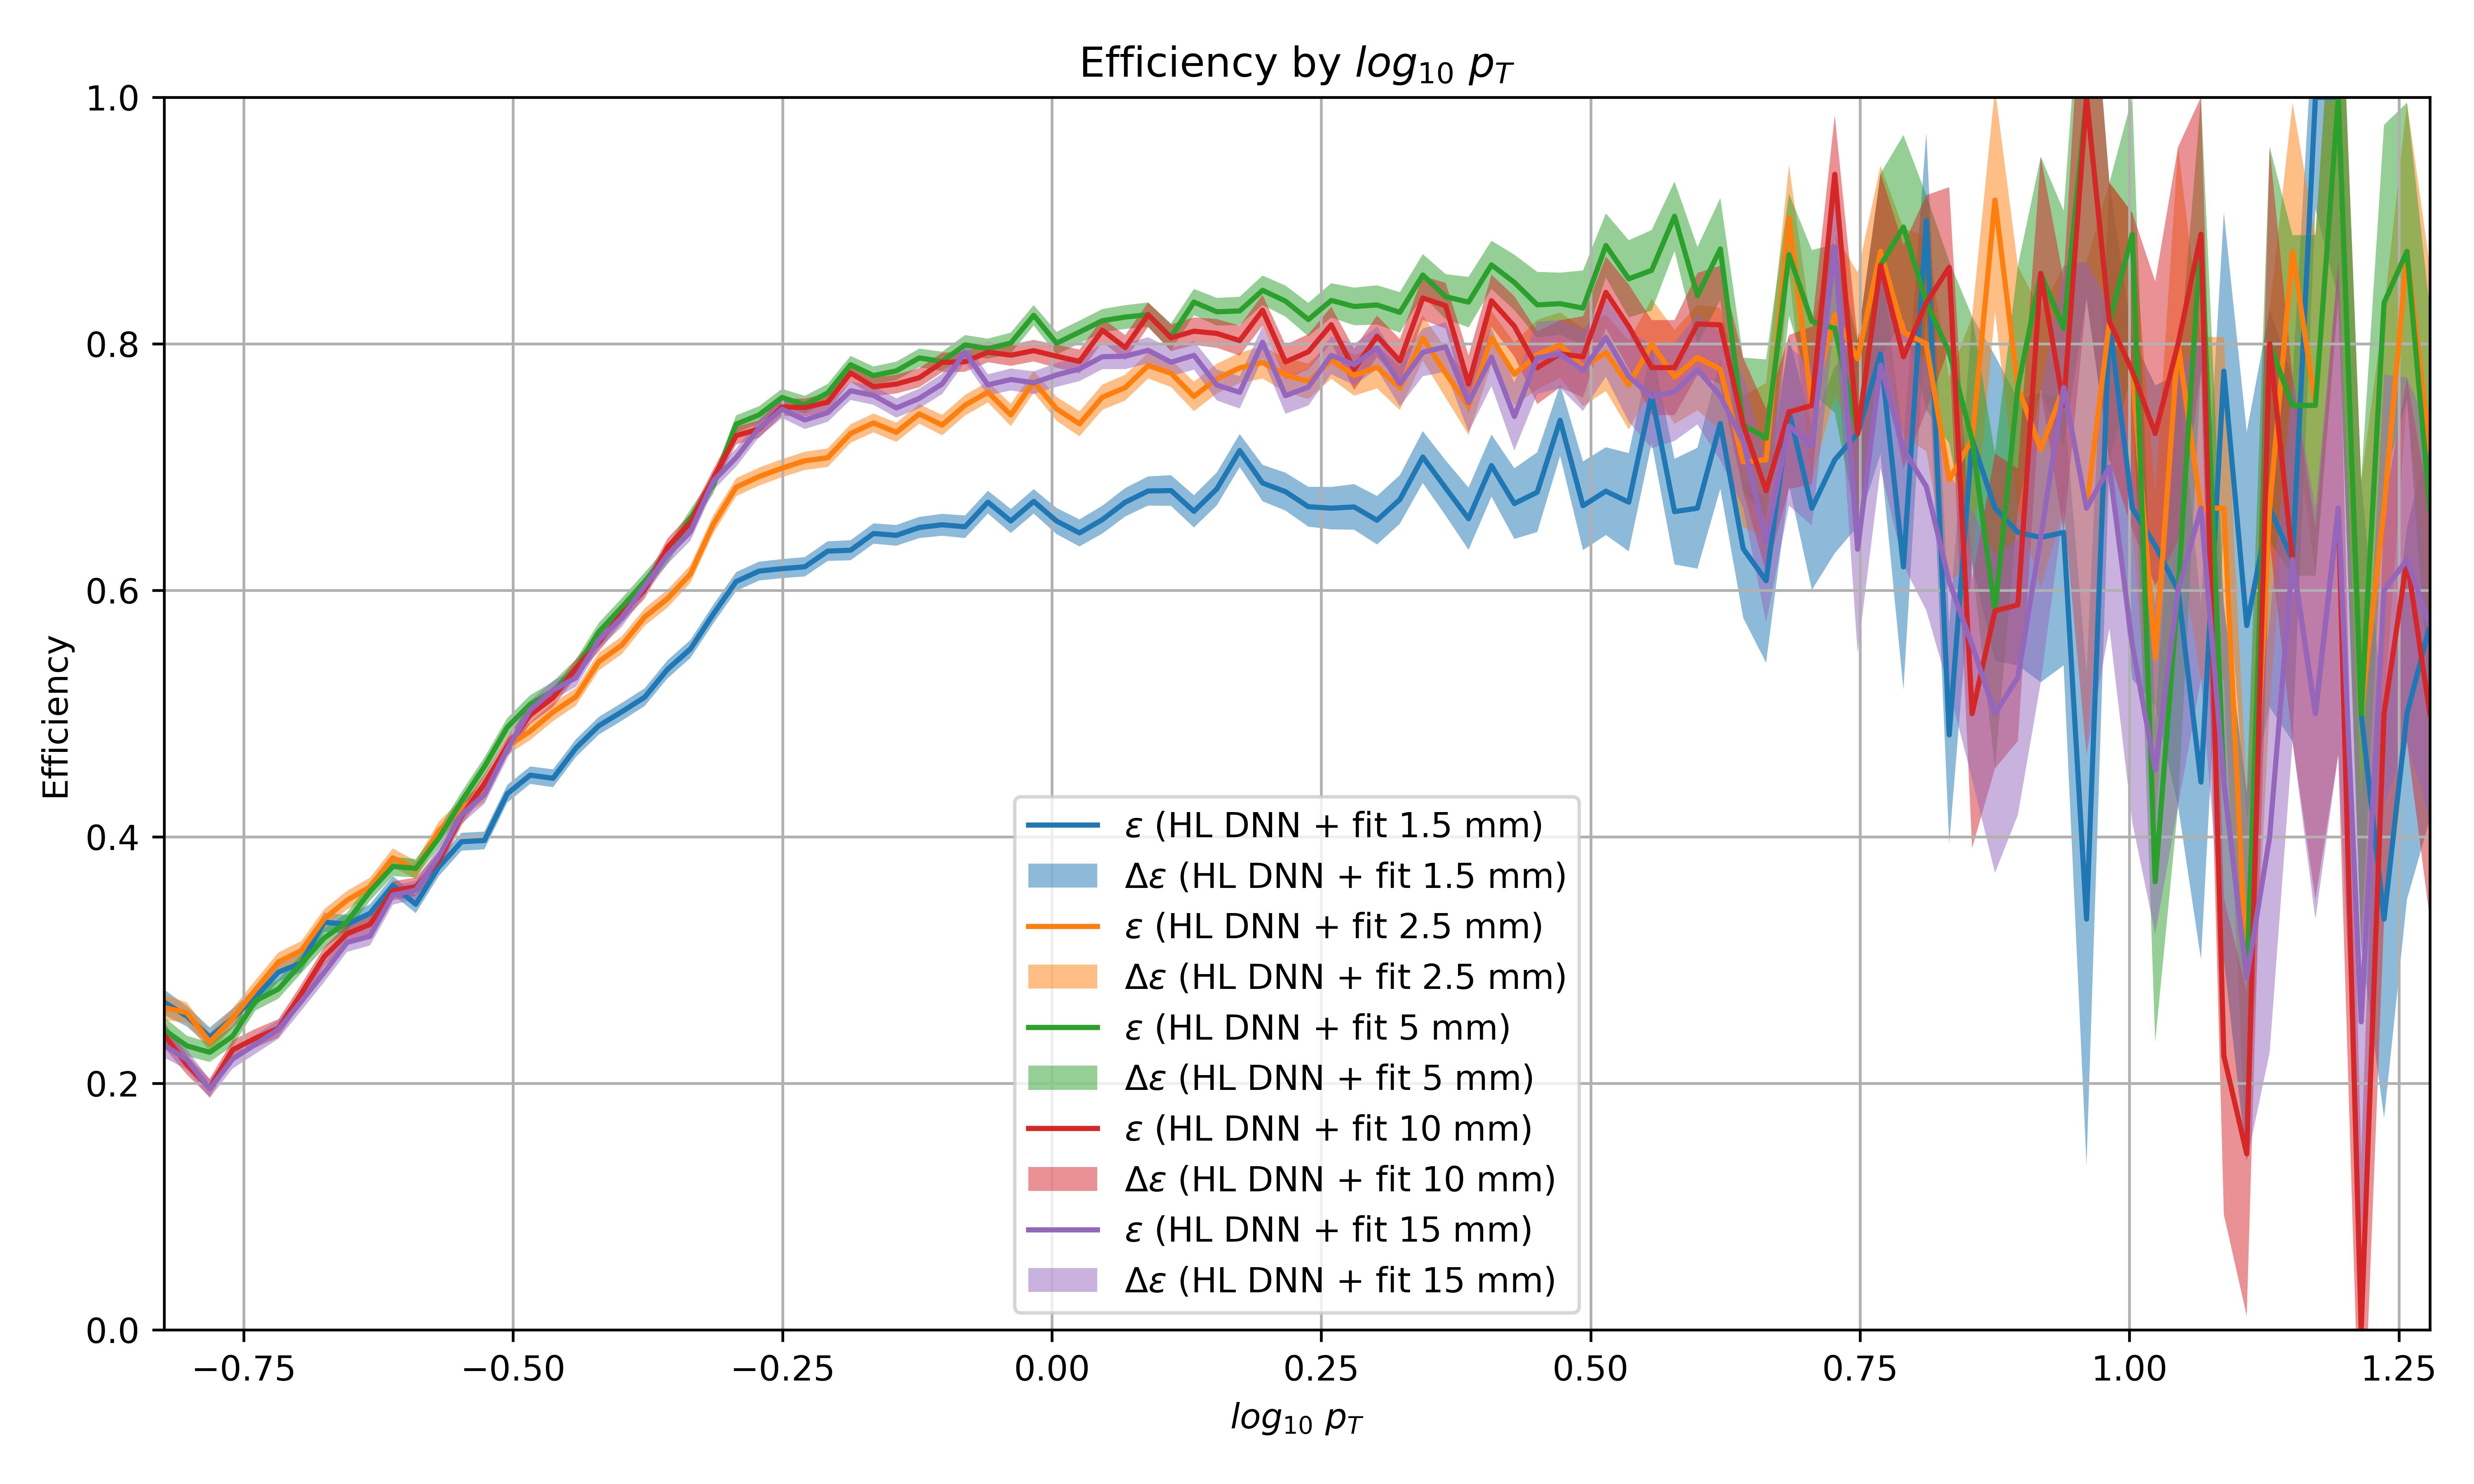 Efficiency by log₁₀ p_T
1.0
0.8
0.6
0.4
0.2
0.0
Efficiency
ε (HL DNN + fit 1.5 mm)
Δε (HL DNN + fit 1.5 mm)
ε (HL DNN + fit 2.5 mm)
Δε (HL DNN + fit 2.5 mm)
ε (HL DNN + fit 5 mm)
Δε (HL DNN + fit 5 mm)
ε (HL DNN + fit 10 mm)
Δε (HL DNN + fit 10 mm)
ε (HL DNN + fit 15 mm)
Δε (HL DNN + fit 15 mm)
−0.75 −0.50 −0.25 0.00 0.25 0.50 0.75 1.00 1.25
log₁₀ p_T